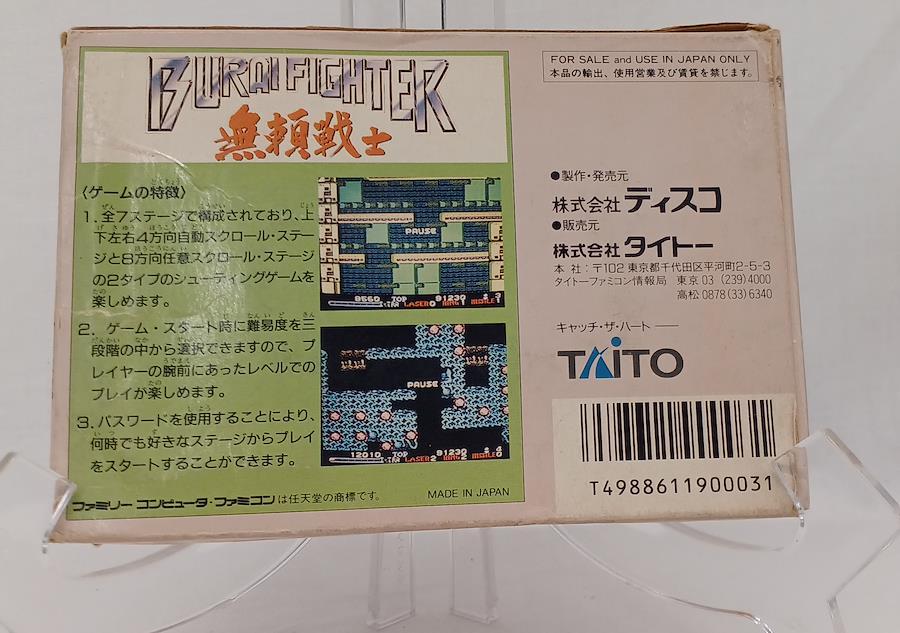 BURAI FIGHTER
無頼戦士
〈ゲームの特徴〉
1. 全7ステージで構成されており、上
下左右4方向自動スクロール・ステー
ジと8方向任意スクロール・ステージ
の2タイプのシューティングゲームを
楽しめます。
2. ゲーム・スタート時に難易度を三
段階の中から選択できますので、プ
レイヤーの腕前にあったレベルでの
プレイが楽しめます。
3. パスワードを使用することにより、
何時でも好きなステージからプレイ
をスタートすることができます。
ファミリー コンピュータ・ファミコンは任天堂の商標です。
MADE IN JAPAN
PAUSE
8560 TOP 81230
LASER0 RING1 MISILE1
PAUSE
12010 TOP 81230
LASER2 RING2 MISILE0
FOR SALE and USE IN JAPAN ONLY
本品の輸出、使用営業及び賃貸を禁じます。
●製作・発売元
株式会社ディスコ
●販売元
株式会社タイトー
本 社：〒102 東京都千代田区平河町2-5-3
タイトーファミコン情報局 東京 03 (239)4000
高松 0878(33)6340
キャッチ・ザ・ハート
TAITO
T4988611900031